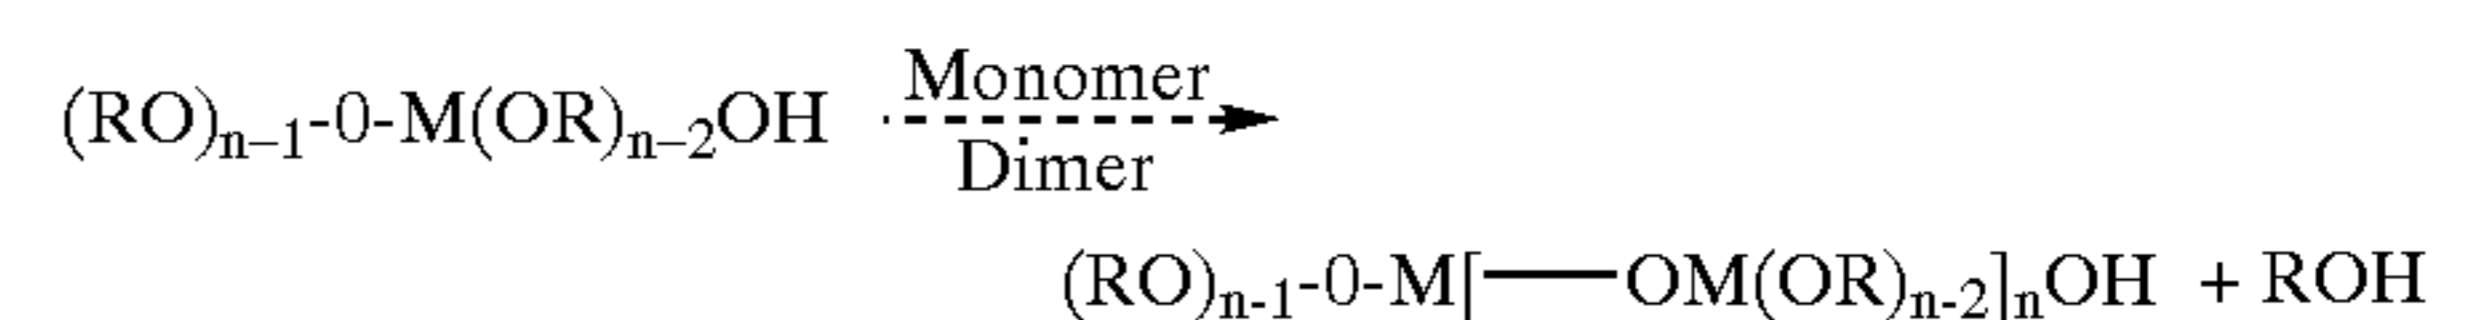 (RO)n−1-0-M(OR)n−2OH
Monomer
Dimer
(RO)n-1-0-M[—OM(OR)n-2]nOH + ROH